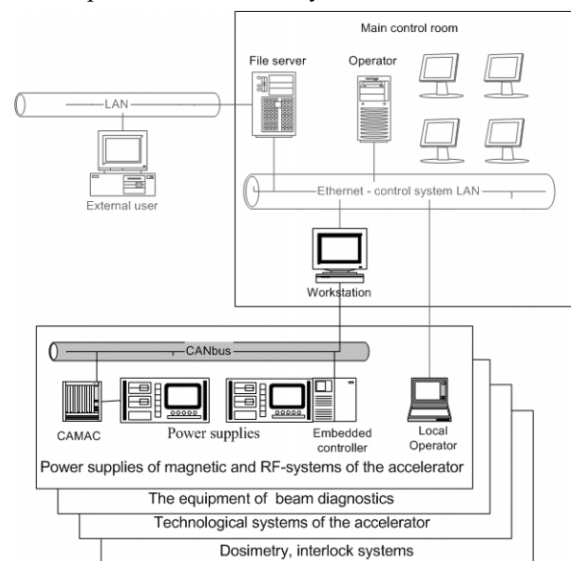 Main control room
File server
Operator
LAN
Ethernet - control system LAN
External user
Workstation
CANbus
CAMAC
Power supplies
Embedded
controller
Local
Operator
Power supplies of magnetic and RF-systems of the accelerator
The equipment of beam diagnostics
Technological systems of the accelerator
Dosimetry, interlock systems